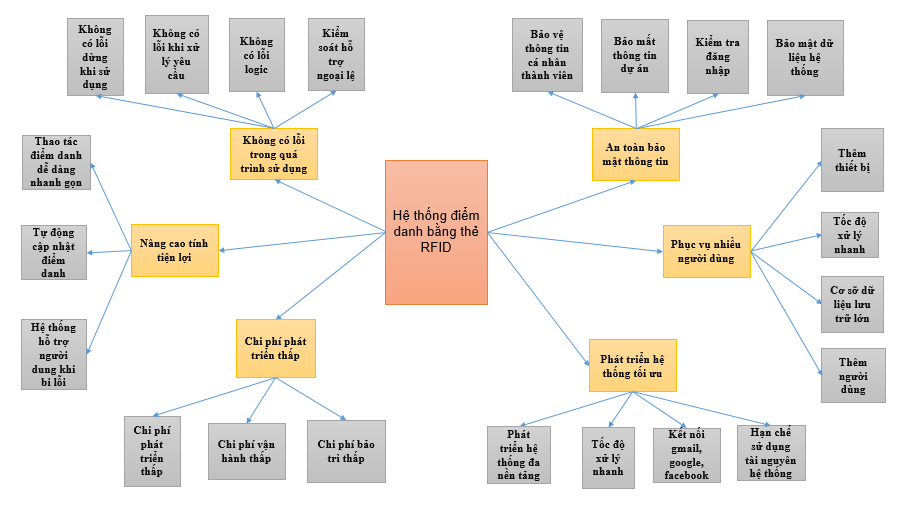 Không
có lỗi
dừng
khi sử
dụng
Không có
lỗi khi xử
lý yêu
cầu
Không
có lỗi
logic
Kiểm
soát hỗ
trợ
ngoại lệ
Bảo vệ
thông tin
cá nhân
thành viên
Bảo mất
thông tin
dự án
Kiểm tra
đăng
nhập
Bảo mật dữ
liệu hệ
thống
Không có lỗi
trong quá
trình sử dụng
An toàn bảo
mật thông tin
Thao tác
điểm danh
dể dàng
nhanh gọn
Thêm
thiết bị
Hệ thống điểm
danh bằng thẻ
RFID
Tự động
cập nhật
điểm
danh
Nâng cao tính
tiện lợi
Phục vụ nhiều
người dùng
Tốc độ
xử lý
nhanh
Cơ sỡ dữ
liệu lưu
trữ lớn
Hệ thống
hỗ trợ
người
dung khi
bi lỗi
Chi phí phát
triển thấp
Phát triển hệ
thống tối ưu
Thêm
người
dùng
Chi phí
phát
triển
thấp
Chi phí vận
hành thấp
Chi phí bảo
trì thấp
Phát
triển hệ
thống đa
nền tảng
Tốc độ
xử lý
nhanh
Kết nối
gmail,
google,
facebook
Hạn chế
sử dụng
tài nguyên
hệ thống